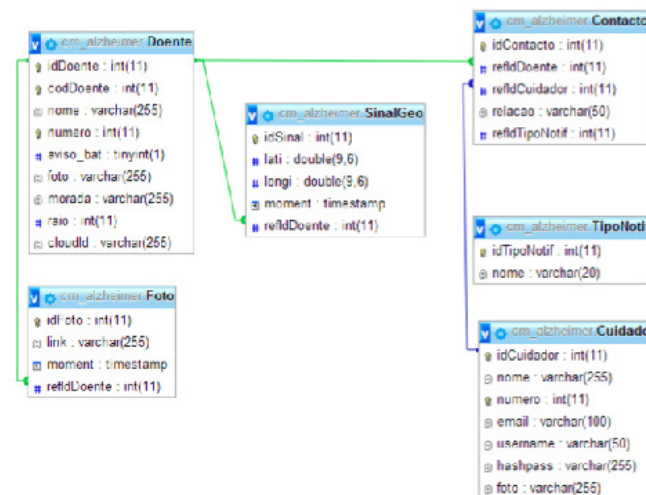 cm_alzheimer.Doente
idDoente : int(11)
codDoente : int(11)
nome : varchar(255)
numero : int(11)
aviso_bat : tinyint(1)
foto : varchar(255)
morada : varchar(255)
raio : int(11)
cloudId : varchar(255)
cm_alzheimer.Foto
idFoto : int(11)
link : varchar(255)
moment : timestamp
refIdDoente : int(11)
cm_alzheimer.SinalGeo
idSinal : int(11)
lati : double(9,6)
longi : double(9,6)
moment : timestamp
refIdDoente : int(11)
cm_alzheimer.Contacto
idContacto : int(11)
refIdDoente : int(11)
refIdCuidador : int(11)
relacao : varchar(50)
refIdTipoNotif : int(11)
cm_alzheimer.TipoNotif
idTipoNotif : int(11)
nome : varchar(20)
cm_alzheimer.Cuidado
idCuidador : int(11)
nome : varchar(255)
numero : int(11)
email : varchar(100)
username : varchar(50)
hashpass : varchar(255)
foto : varchar(255)